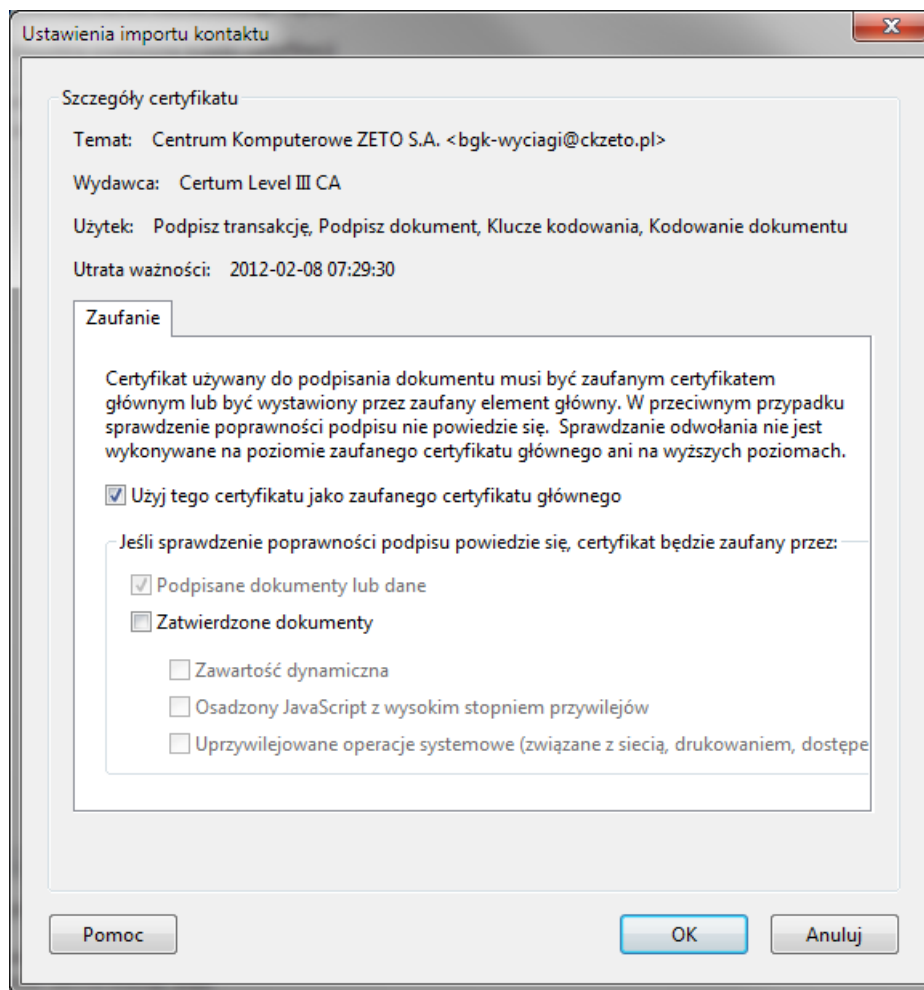 Ustawienia importu kontaktu
Szczegóły certyfikatu
Temat: Centrum Komputerowe ZETO S.A. <bgk-wyciagi@ckzeto.pl>
Wydawca: Certum Level III CA
Użytek: Podpisz transakcję, Podpisz dokument, Klucze kodowania, Kodowanie dokumentu
Utrata ważności: 2012-02-08 07:29:30
Zaufanie
Certyfikat używany do podpisania dokumentu musi być zaufanym certyfikatem
głównym lub być wystawiony przez zaufany element główny. W przeciwnym przypadku
sprawdzenie poprawności podpisu nie powiedzie się. Sprawdzanie odwołania nie jest
wykonywane na poziomie zaufanego certyfikatu głównego ani na wyższych poziomach.
Użyj tego certyfikatu jako zaufanego certyfikatu głównego
Jeśli sprawdzenie poprawności podpisu powiedzie się, certyfikat będzie zaufany przez:
Podpisane dokumenty lub dane
Zatwierdzone dokumenty
Zawartość dynamiczna
Osadzony JavaScript z wysokim stopniem przywilejów
Uprzywilejowane operacje systemowe (związane z siecią, drukowaniem, dostępe
Pomoc
OK
Anuluj